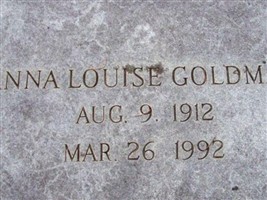 NNA LOUISE GOLDM
AUG. 9. 1912
MAR. 26 1992